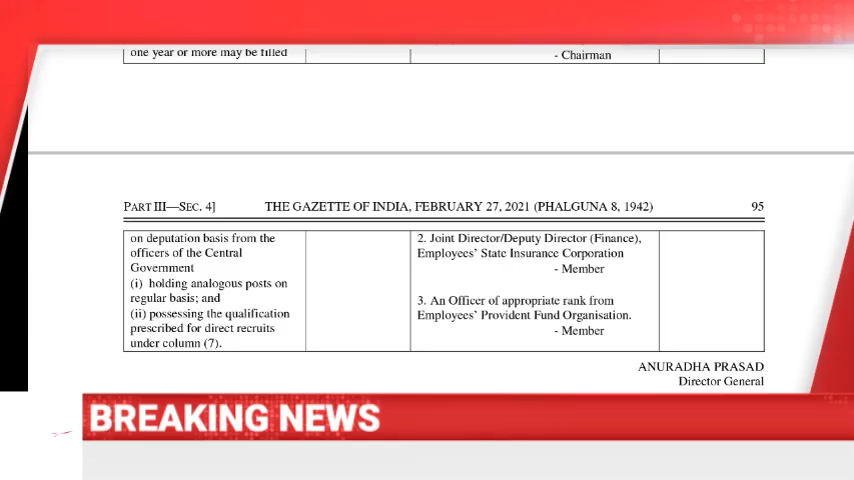 one year or more may be filled
- Chairman
PART III—SEC. 4]
THE GAZETTE OF INDIA, FEBRUARY 27, 2021 (PHALGUNA 8, 1942)
95
on deputation basis from the
officers of the Central
Government
(i) holding analogous posts on
regular basis; and
(ii) possessing the qualification
prescribed for direct recruits
under column (7).
2. Joint Director/Deputy Director (Finance),
Employees' State Insurance Corporation
- Member
3. An Officer of appropriate rank from
Employees' Provident Fund Organisation.
- Member
ANURADHA PRASAD
Director General
BREAKING NEWS